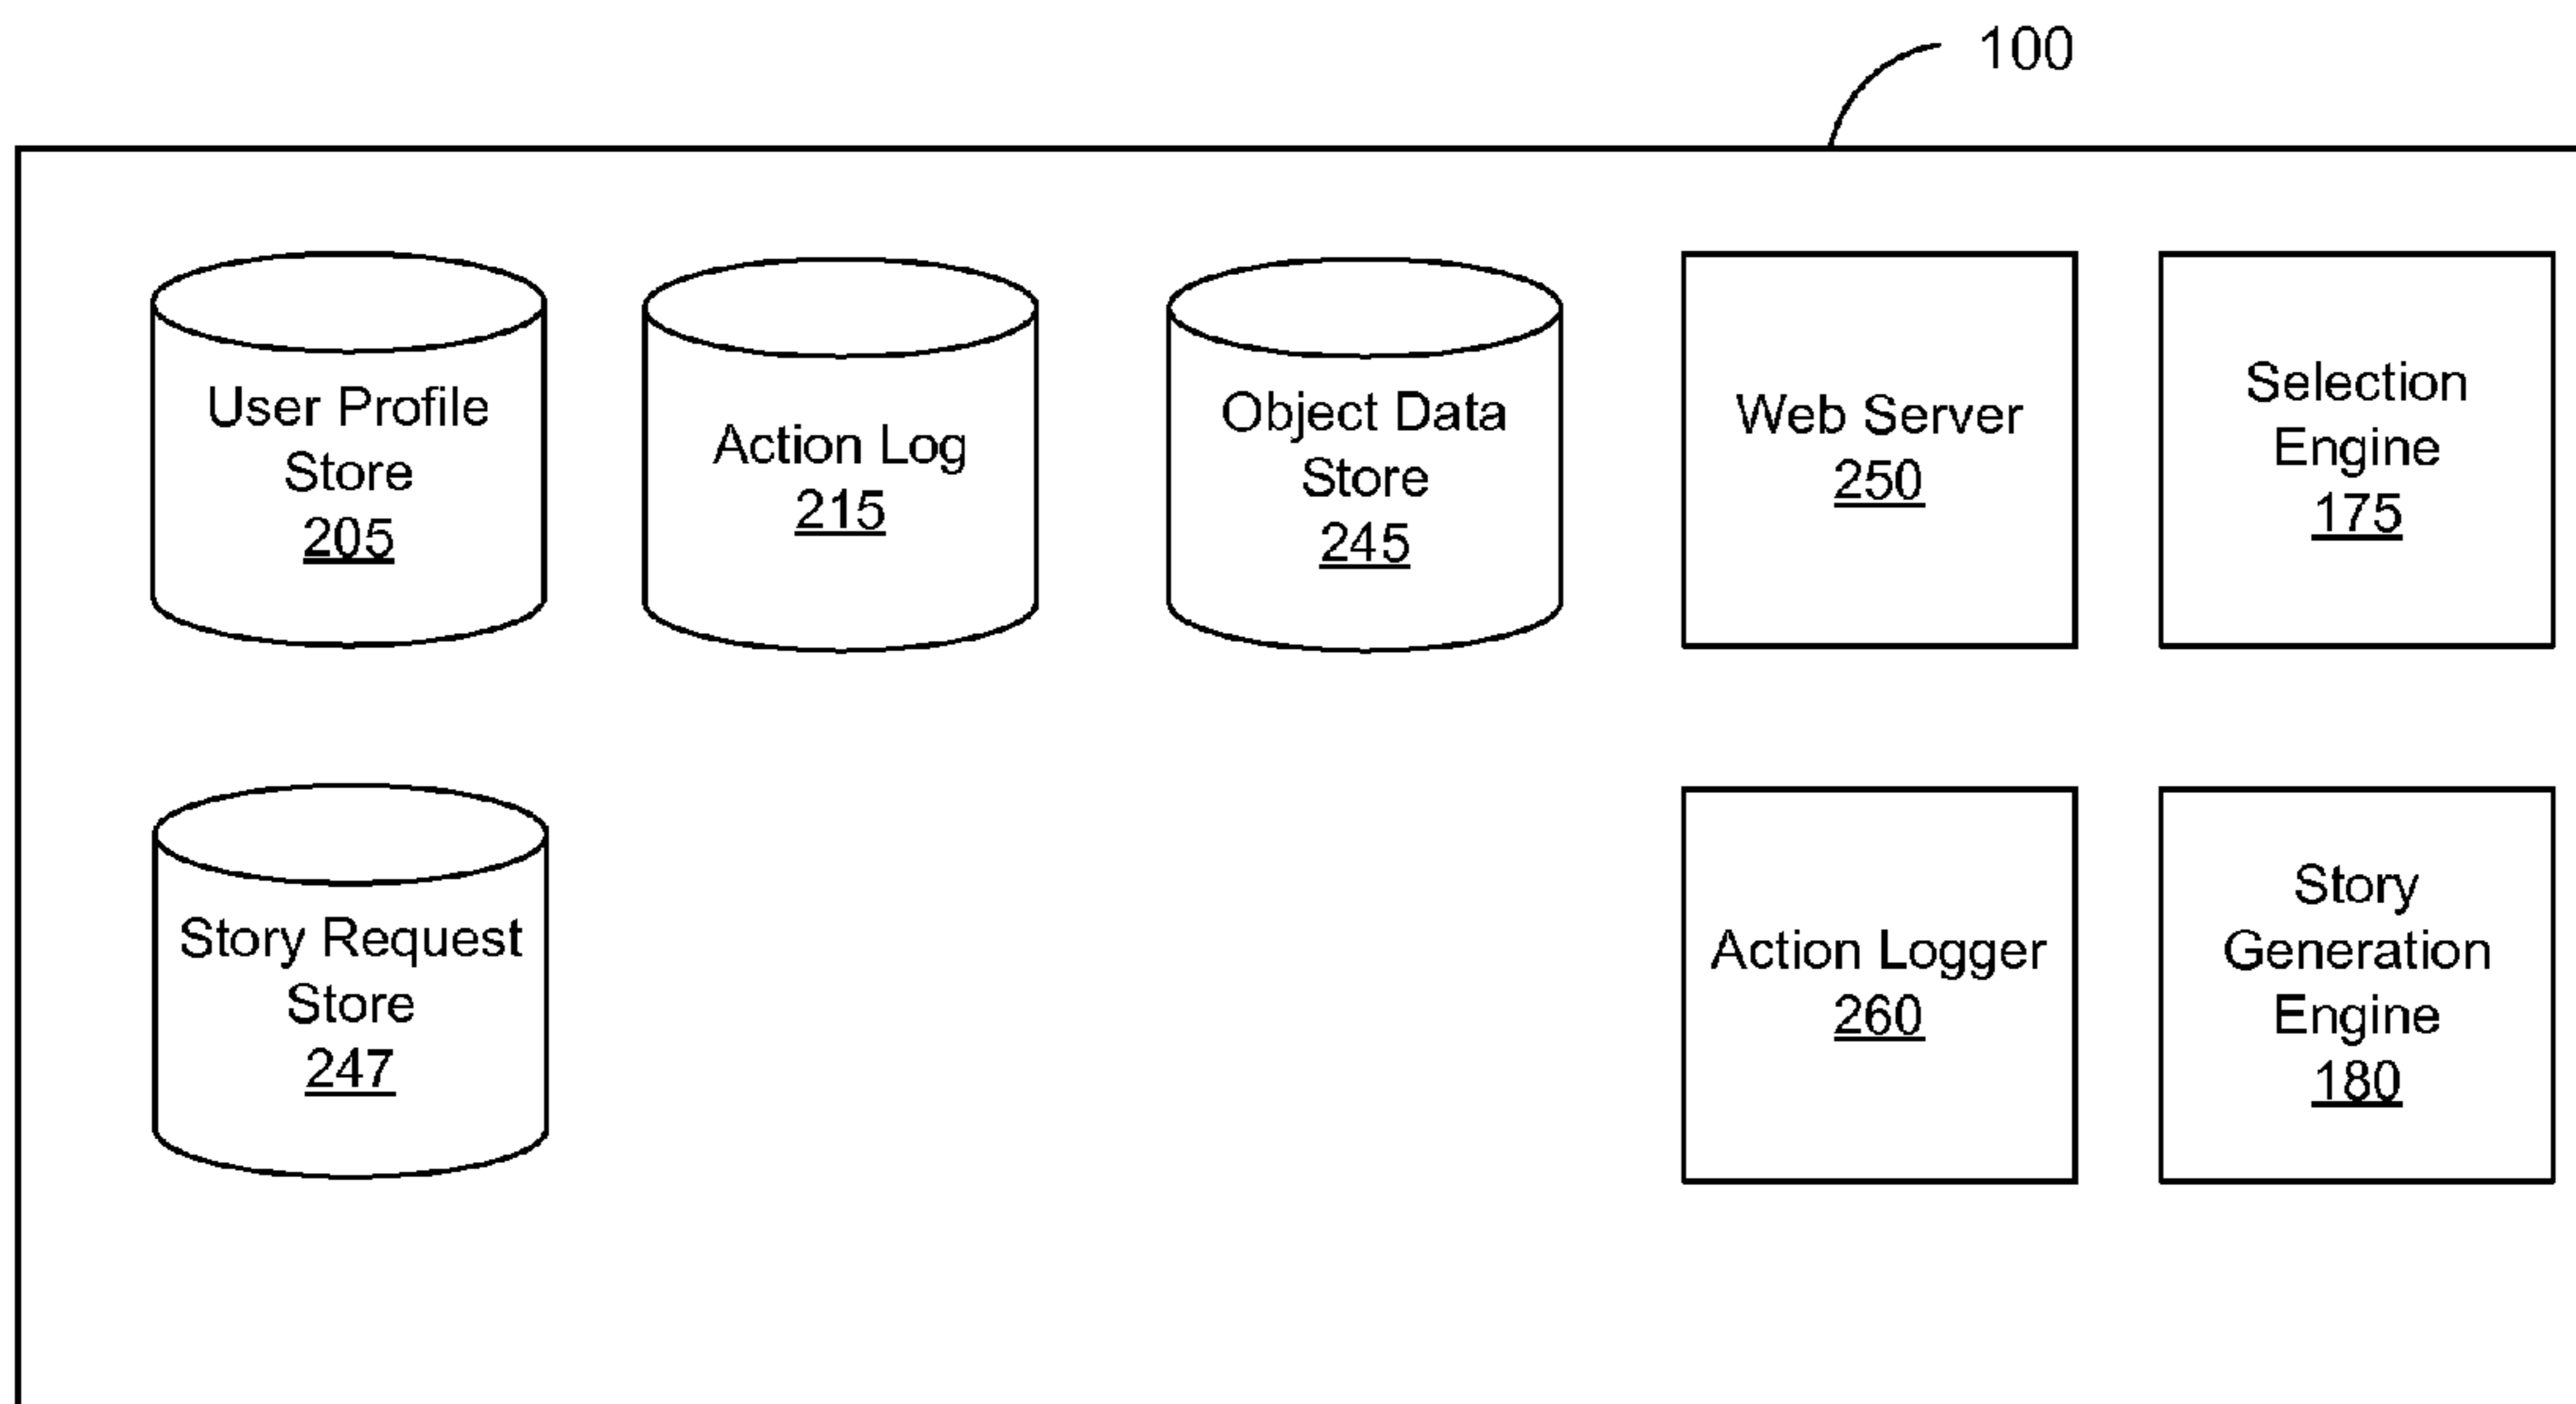 100
User Profile
Store
205
Action Log
215
Object Data
Store
245
Web Server
250
Selection
Engine
175
Story Request
Store
247
Action Logger
260
Story
Generation
Engine
180